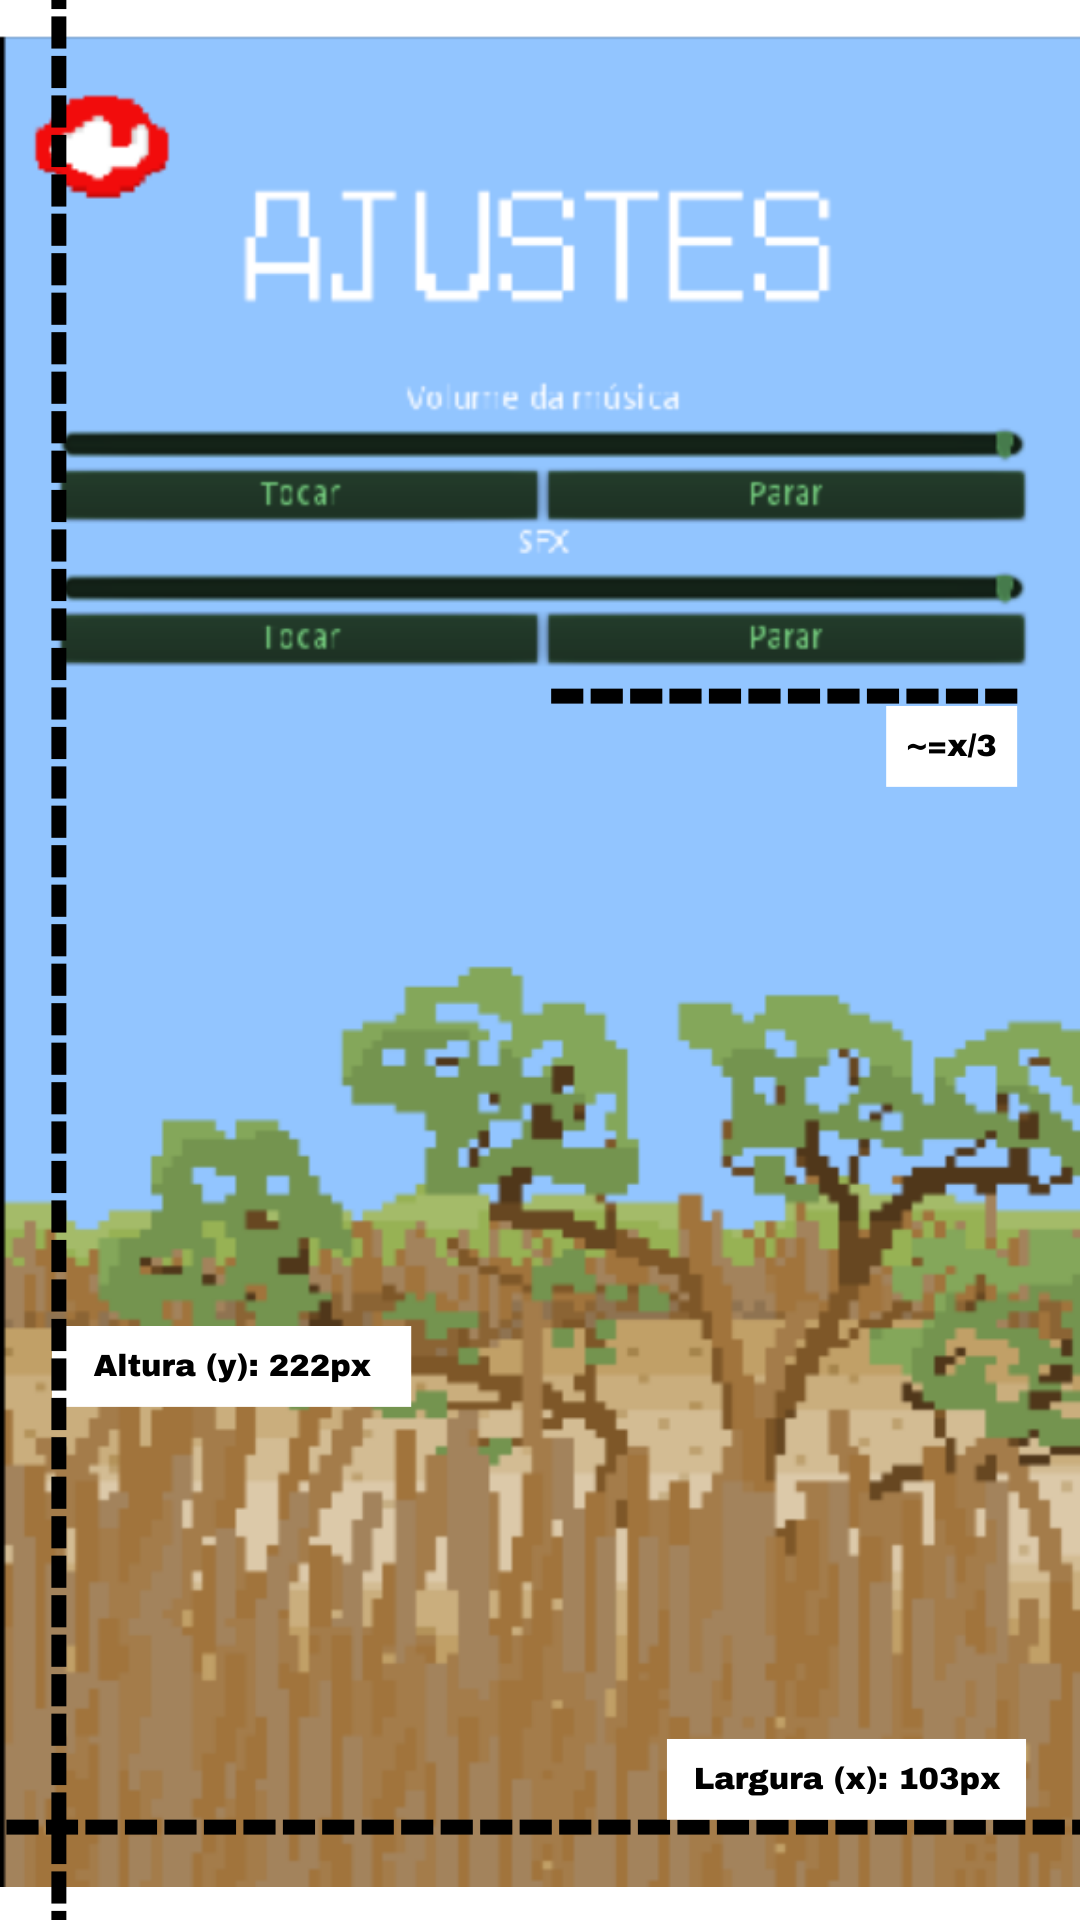 AJUSTES
Volume da música
Tocar Parar
SFX
Tocar Parar
~=x/3
Altura (y): 222px
Largura (x): 103px